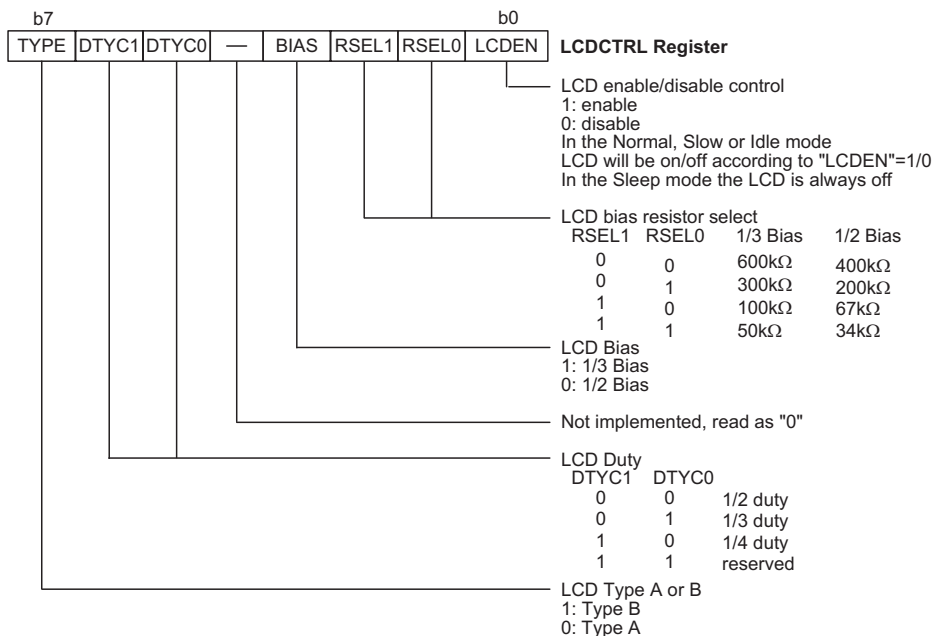 b7 b0
TYPE DTYC1 DTYC0 — BIAS RSEL1 RSEL0 LCDEN LCDCTRL Register
LCD enable/disable control
1: enable
0: disable
In the Normal, Slow or Idle mode
LCD will be on/off according to "LCDEN"=1/0
In the Sleep mode the LCD is always off
LCD bias resistor select
RSEL1 RSEL0 1/3 Bias 1/2 Bias
0 0 600kΩ 400kΩ
0 1 300kΩ 200kΩ
1 0 100kΩ 67kΩ
1 1 50kΩ 34kΩ
LCD Bias
1: 1/3 Bias
0: 1/2 Bias
Not implemented, read as "0"
LCD Duty
DTYC1 DTYC0
0 0 1/2 duty
0 1 1/3 duty
1 0 1/4 duty
1 1 reserved
LCD Type A or B
1: Type B
0: Type A